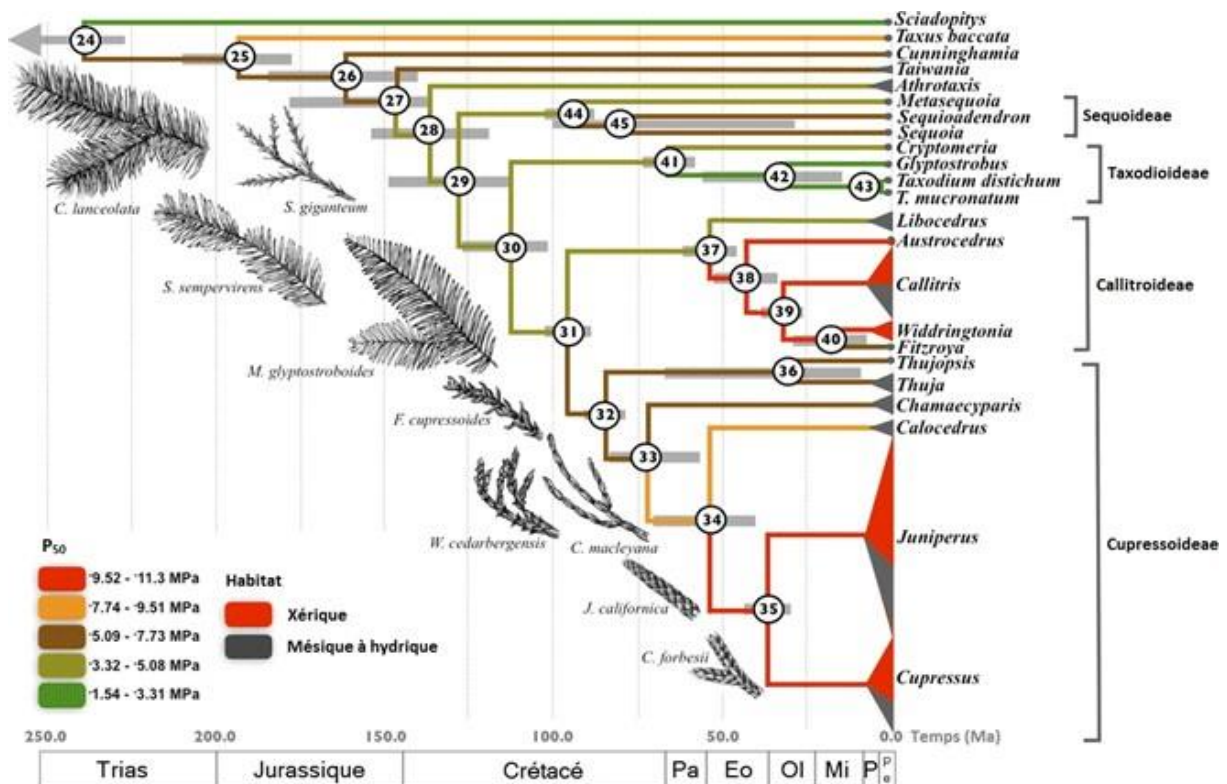 Sciadopitys
24
Taxus baccata
25
Cunninghamia
26
Taiwania
27
Athrotaxis
28
Metasequoia
44
Sequioadendron
45
Sequoideae
Sequoia
Cryptomeria
41
Glyptostrobus
29
42
Taxodioideae
Taxodium distichum
43
C. lanceolata
S. giganteum
T. mucronatum
Libocedrus
30
37
Austrocedrus
38
S. sempervirens
Callitris
Callitroideae
39
31
Widdringtonia
40
Fitzroya
Thujopsis
36
M. glyptostroboides
Thuja
32
Chamaecyparis
F. cupressoides
Calocedrus
33
34
W. cedarbergensis
C. macleyana
Juniperus
Cupressoideae
P50
-9.52 - -11.3 MPa
Habitat
-7.74 - -9.51 MPa
Xérique
J. californica
35
-5.09 - -7.73 MPa
Mésique à hydrique
-3.32 - -5.08 MPa
C. forbesii
Cupressus
-1.54 - -3.31 MPa
250.0 200.0 150.0 100.0 50.0 0.0 Temps (Ma)
Trias Jurassique Crétacé Pa Eo Ol Mi P P e